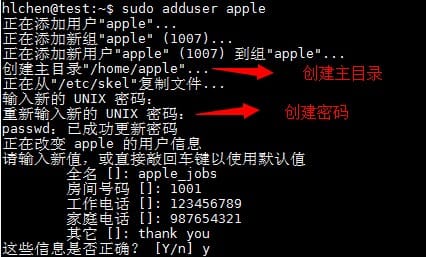 hlchen@test:~$ sudo adduser apple
正在添加用户"apple"...
正在添加新组"apple" (1007)...
正在添加新用户"apple" (1007) 到组"apple"...
创建主目录"/home/apple"... 创建主目录
正在从"/etc/skel"复制文件...
输入新的 UNIX 密码:
重新输入新的 UNIX 密码: 创建密码
passwd:已成功更新密码
正在改变 apple 的用户信息
请输入新值,或直接敲回车键以使用默认值
全名 []: apple_jobs
房间号码 []: 1001
工作电话 []: 123456789
家庭电话 []: 987654321
其它 []: thank you
这些信息是否正确? [Y/n] y